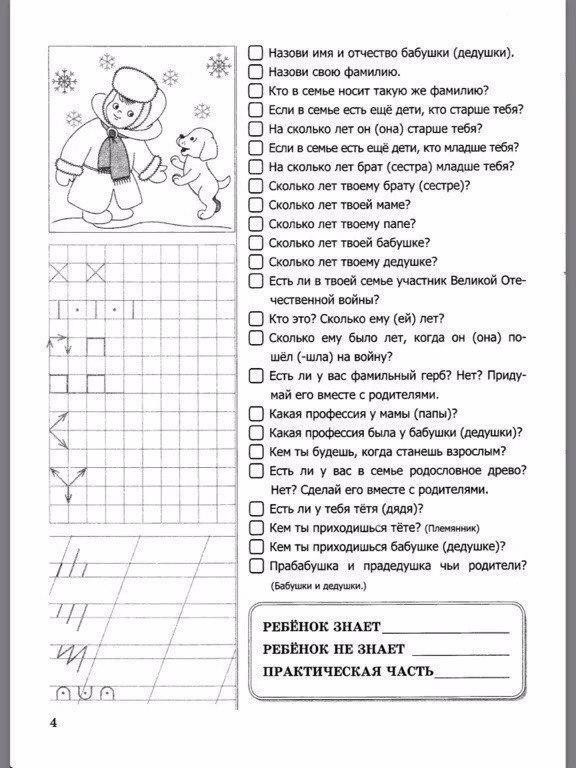 Назови имя и отчество бабушки (дедушки).
Назови свою фамилию.
Кто в семье носит такую же фамилию?
Если в семье есть ещё дети, кто старше тебя?
На сколько лет он (она) старше тебя?
Если в семье есть ещё дети, кто младше тебя?
На сколько лет брат (сестра) младше тебя?
Сколько лет твоему брату (сестре)?
Сколько лет твоей маме?
Сколько лет твоему папе?
Сколько лет твоей бабушке?
Сколько лет твоему дедушке?
Есть ли в твоей семье участник Великой Оте-
чественной войны?
Кто это? Сколько ему (ей) лет?
Сколько ему было лет, когда он (она) по-
шёл (-шла) на войну?
Есть ли у вас фамильный герб? Нет? Приду-
май его вместе с родителями.
Какая профессия у мамы (папы)?
Какая профессия была у бабушки (дедушки)?
Кем ты будешь, когда станешь взрослым?
Есть ли у вас в семье родословное древо?
Нет? Сделай его вместе с родителями.
Есть ли у тебя тётя (дядя)?
Кем ты приходишься тёте? (Племянник)
Кем ты приходишься бабушке (дедушке)?
Прабабушка и прадедушка чьи родители?
(Бабушки и дедушки.)
РЕБЁНОК ЗНАЕТ
РЕБЁНОК НЕ ЗНАЕТ
ПРАКТИЧЕСКАЯ ЧАСТЬ
4